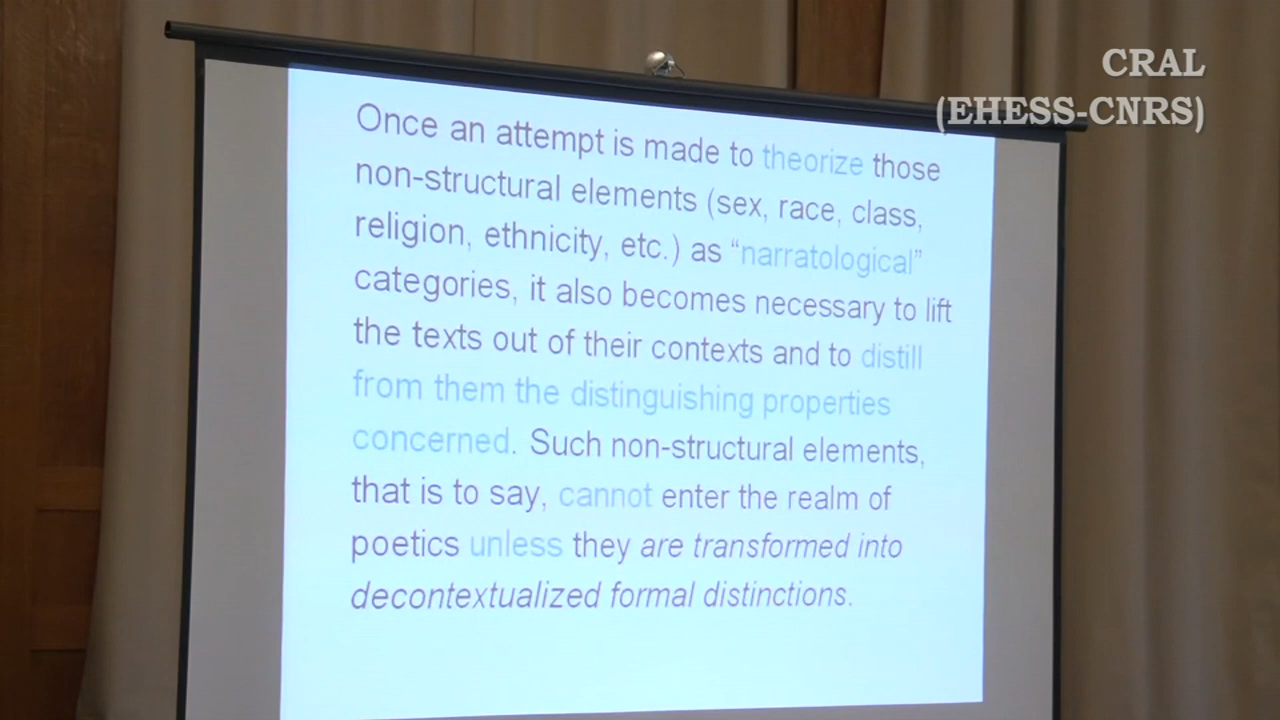 CRAL
(EHESS-CNRS)
Once an attempt is made to theorize those
non-structural elements (sex, race, class,
religion, ethnicity, etc.) as “narratological”
categories, it also becomes necessary to lift
the texts out of their contexts and to distill
from them the distinguishing properties
concerned. Such non-structural elements,
that is to say, cannot enter the realm of
poetics unless they are transformed into
decontextualized formal distinctions.